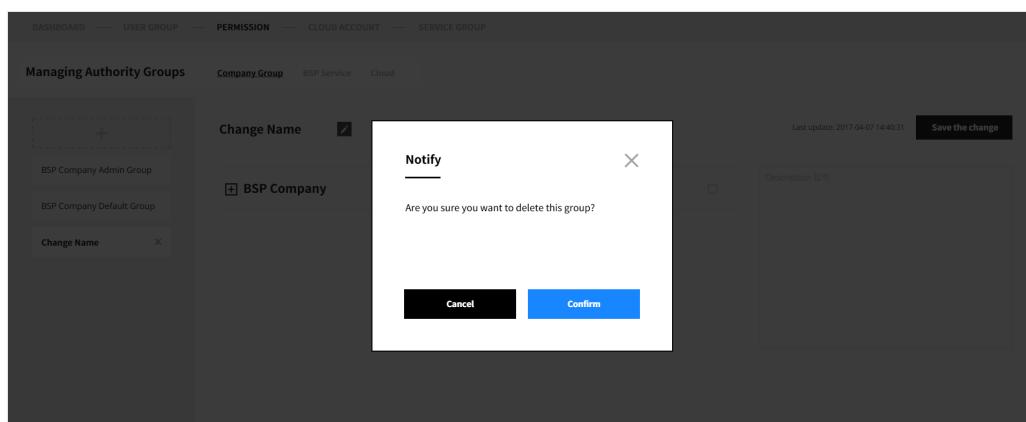 DASHBOARD USER GROUP PERMISSION CLOUD ACCOUNT SERVICE GROUP
Managing Authority Groups Company Group BSP Service Cloud
Change Name Last update: 2017-04-07 14:40:31 Save the change
BSP Company Admin Group
BSP Company Default Group
Change Name X
BSP Company
Notify
Are you sure you want to delete this group?
Cancel Confirm